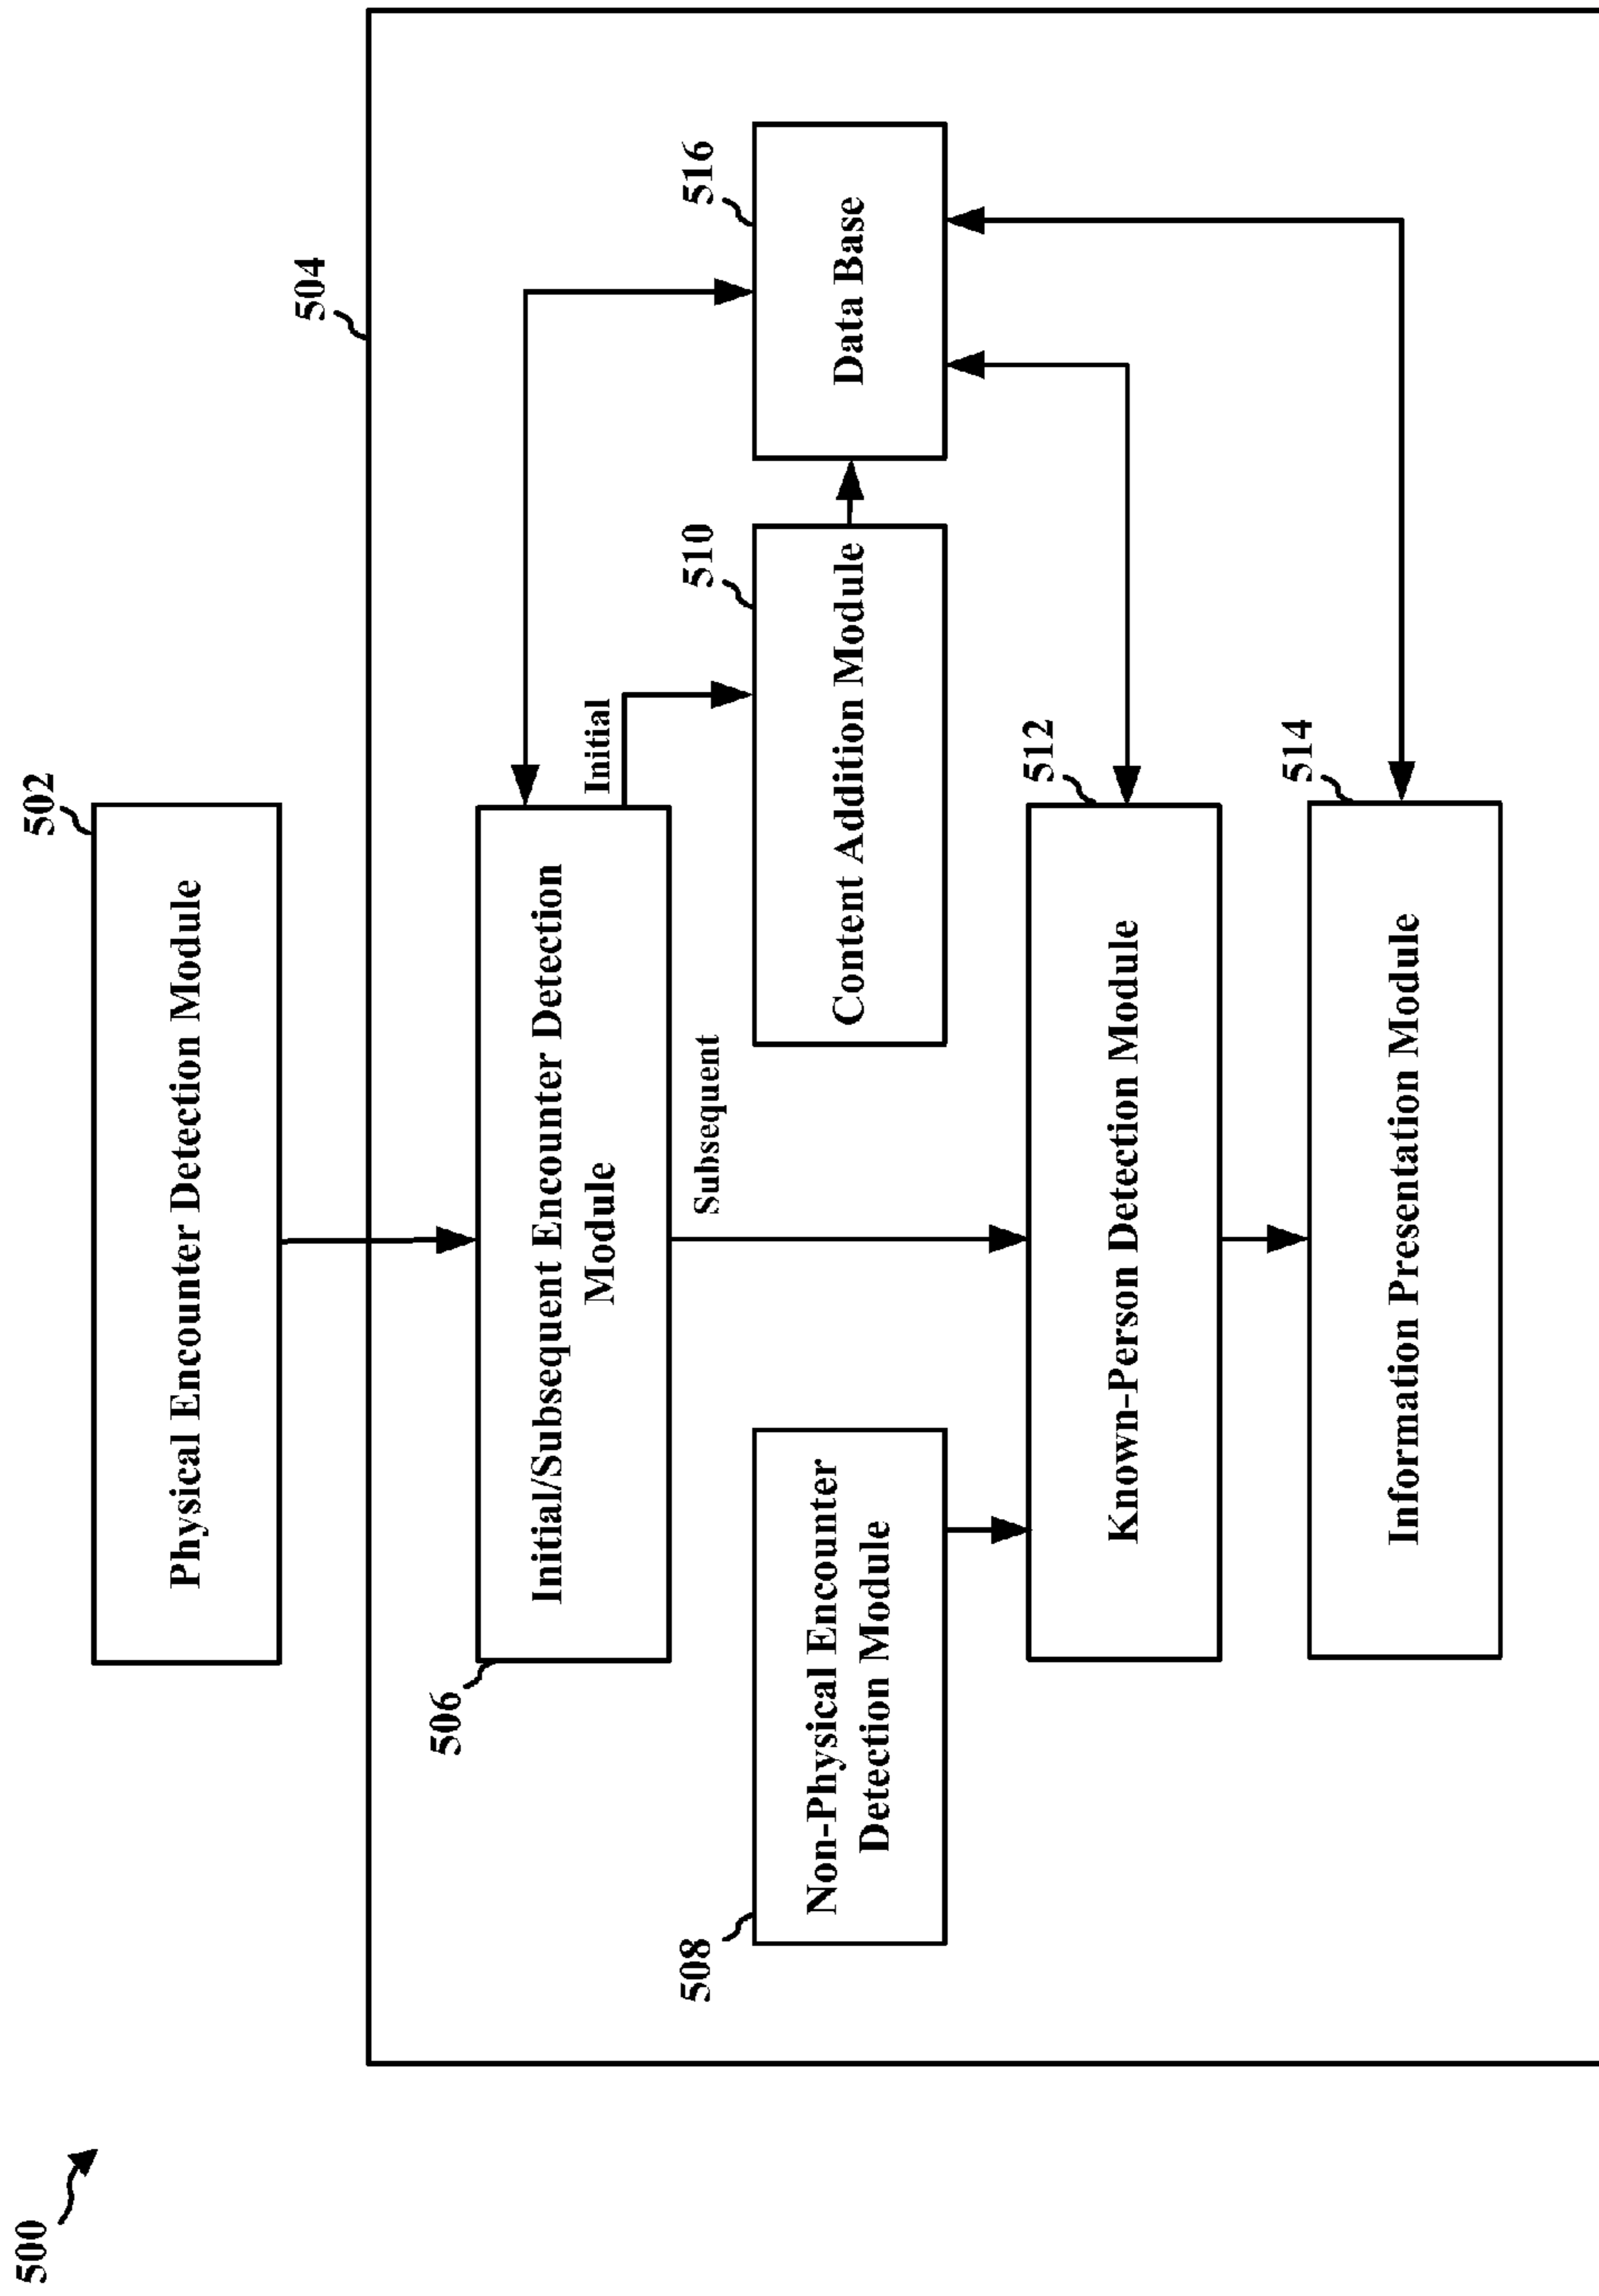 500
502
Physical Encounter Detection Module
504
506
Initial/Subsequent Encounter Detection
Module
Initial
Subsequent
508
Non-Physical Encounter
Detection Module
510
Content Addition Module
516
Data Base
512
Known-Person Detection Module
514
Information Presentation Module